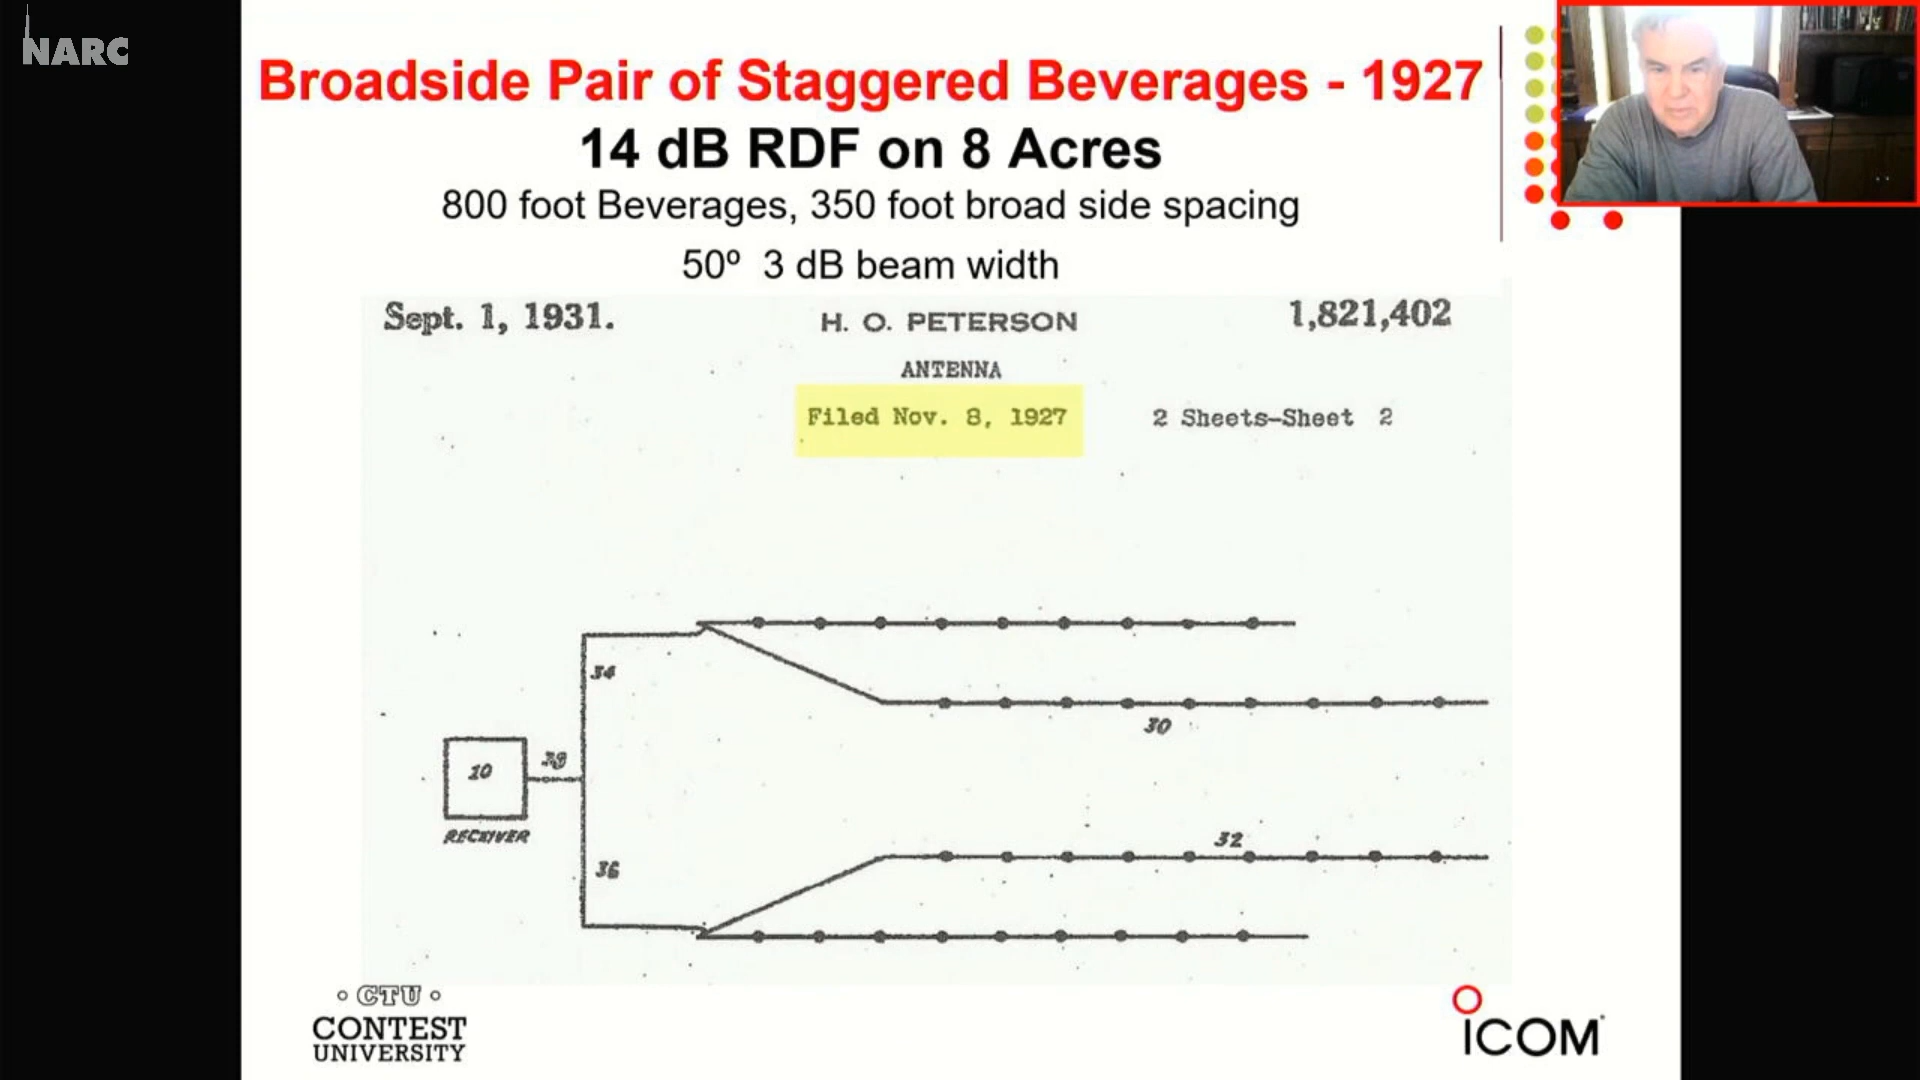 NARC
Broadside Pair of Staggered Beverages - 1927
14 dB RDF on 8 Acres
800 foot Beverages, 350 foot broad side spacing
50º 3 dB beam width
Sept. 1, 1931. H. O. PETERSON 1,821,402
ANTENNA
Filed Nov. 8, 1927 2 Sheets-Sheet 2
34
30
10 39
RECEIVER
32
36
CTU
CONTEST
UNIVERSITY
ICOM